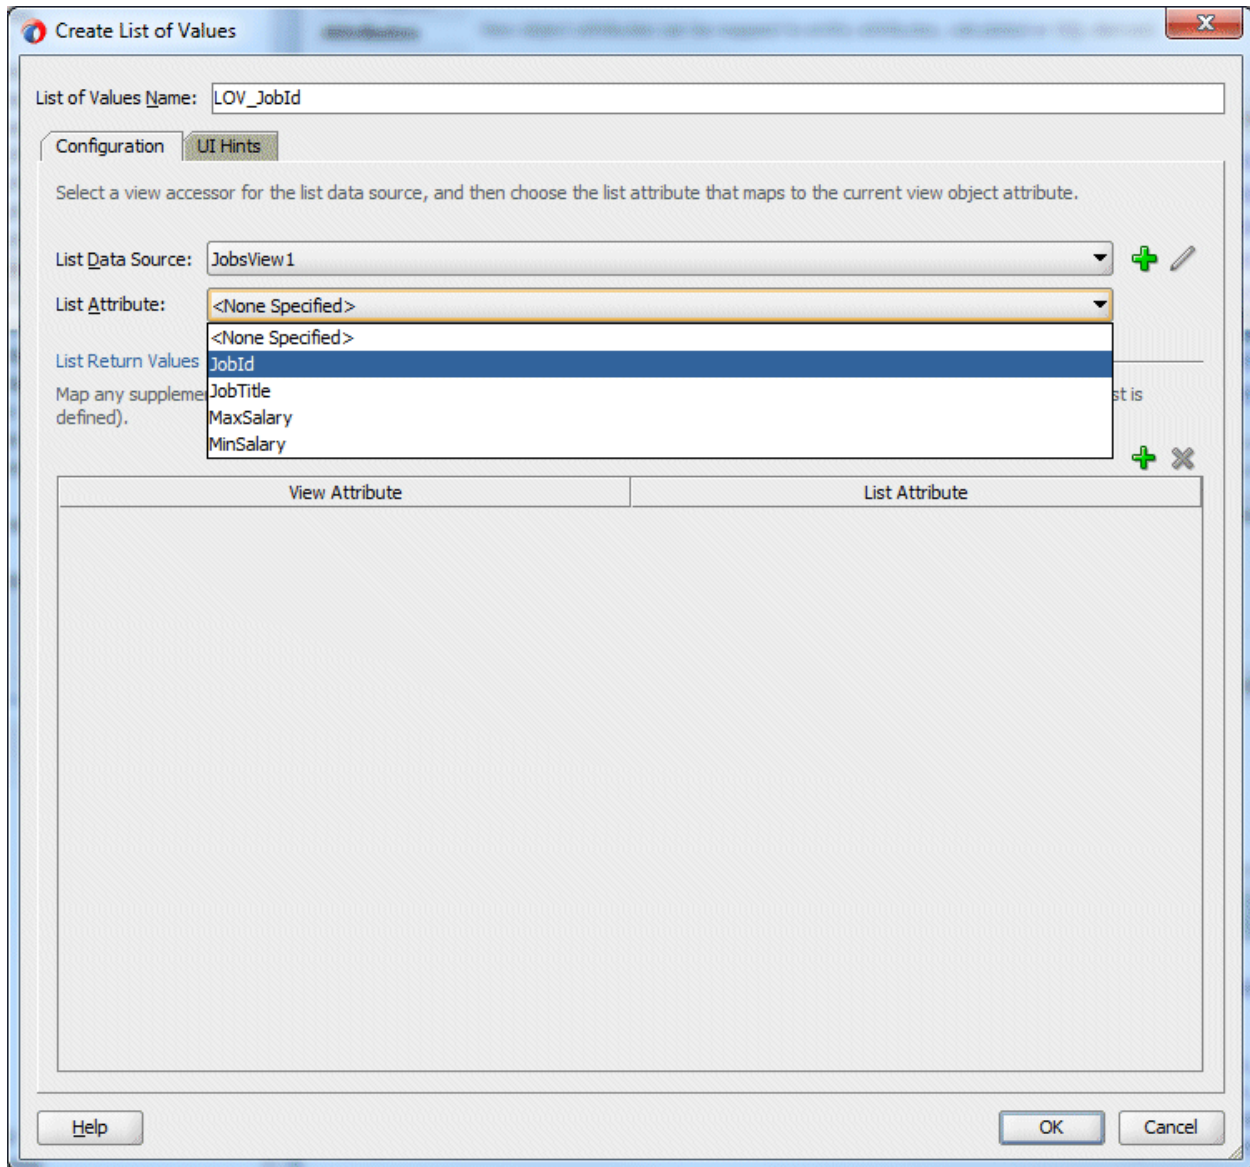 Create List of Values
List of Values Name: LOV_JobId
Configuration UI Hints
Select a view accessor for the list data source, and then choose the list attribute that maps to the current view object attribute.
List Data Source: JobsView1
List Attribute: <None Specified>
<None Specified>
List Return Values JobId
Map any suppleme JobTitle st is
defined). MaxSalary
MinSalary
View Attribute List Attribute
Help OK Cancel